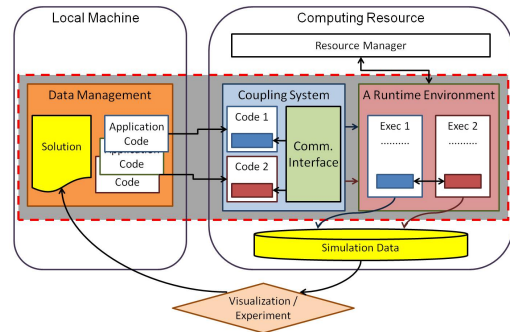 Local Machine
Computing Resource
Resource Manager
Data Management
Coupling System
A Runtime Environment
Solution
Application
Code
Code
Code
Code 1
Code 2
Comm.
Interface
Exec 1
..........
Exec 2
..........
Simulation Data
Visualization /
Experiment